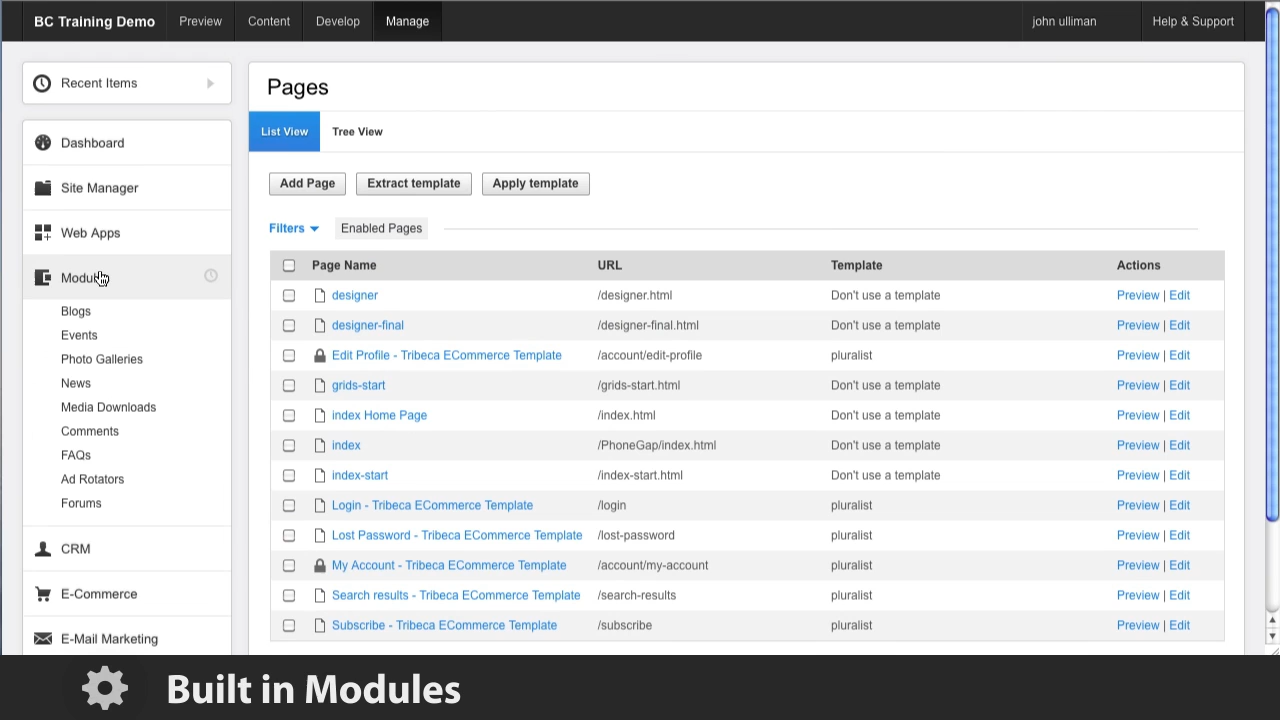 BC Training Demo Preview Content Develop Manage john ulliman Help & Support
Recent Items
Dashboard
Site Manager
Web Apps
Modul
Blogs
Events
Photo Galleries
News
Media Downloads
Comments
FAQs
Ad Rotators
Forums
CRM
E-Commerce
E-Mail Marketing
Pages
List View Tree View
Add Page Extract template Apply template
Filters Enabled Pages
Page Name URL Template Actions
designer /designer.html Don't use a template Preview | Edit
designer-final /designer-final.html Don't use a template Preview | Edit
Edit Profile - Tribeca ECommerce Template /account/edit-profile pluralist Preview | Edit
grids-start /grids-start.html Don't use a template Preview | Edit
index Home Page /index.html Don't use a template Preview | Edit
index /PhoneGap/index.html Don't use a template Preview | Edit
index-start /index-start.html Don't use a template Preview | Edit
Login - Tribeca ECommerce Template /login pluralist Preview | Edit
Lost Password - Tribeca ECommerce Template /lost-password pluralist Preview | Edit
My Account - Tribeca ECommerce Template /account/my-account pluralist Preview | Edit
Search results - Tribeca ECommerce Template /search-results pluralist Preview | Edit
Subscribe - Tribeca ECommerce Template /subscribe pluralist Preview | Edit
Built in Modules